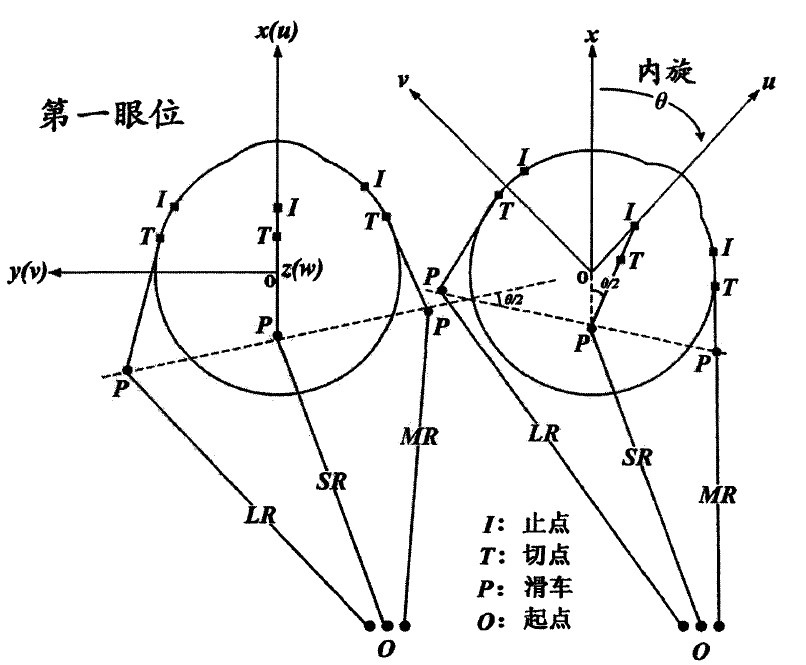 x(u)
第一眼位
I
I
I
T
T
T
y(v)
o
z(w)
P
P
P
LR
SR
MR
O
x
内旋
θ
v
u
I
T
I
T
I
T
o
θ/2
θ/2
P
P
P
LR
SR
MR
I: 止点
T: 切点
P: 滑车
O: 起点
O